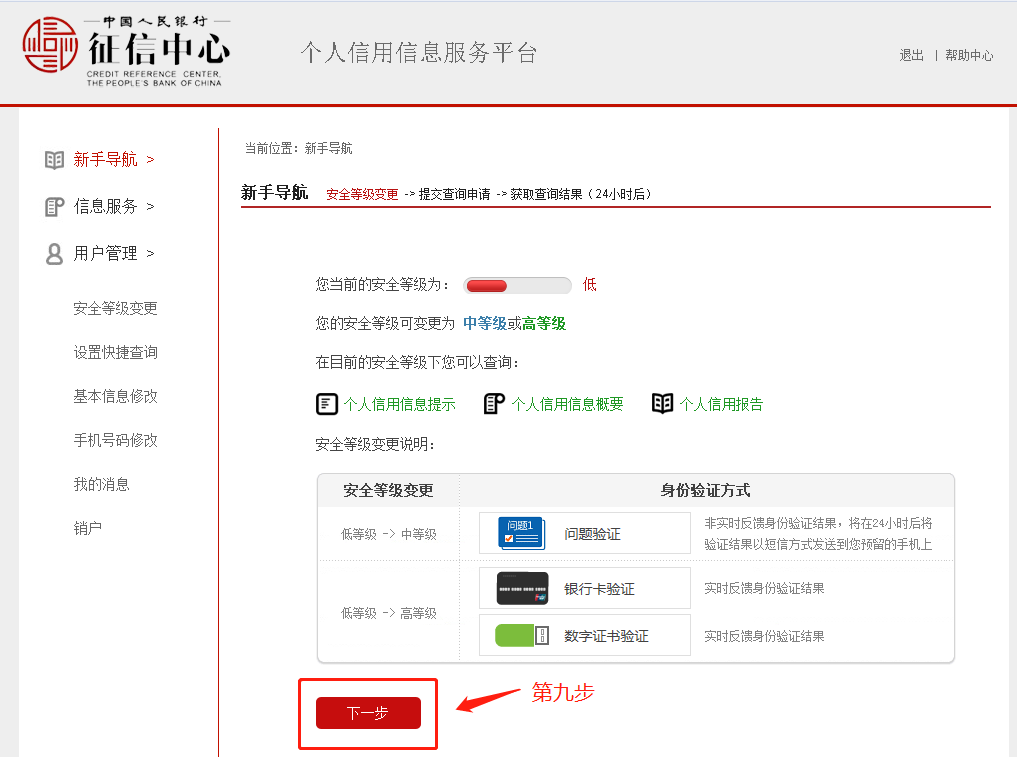 中国人民银行
征信中心
CREDIT REFERENCE CENTER,
THE PEOPLE'S BANK OF CHINA
个人信用信息服务平台
退出 | 帮助中心
新手导航 >
信息服务 >
用户管理 >
安全等级变更
设置快捷查询
基本信息修改
手机号码修改
我的消息
销户
当前位置：新手导航
新手导航 安全等级变更 -> 提交查询申请 -> 获取查询结果（24小时后）
您当前的安全等级为： 低
您的安全等级可变更为 中等级或高等级
在目前的安全等级下您可以查询：
个人信用信息提示 个人信用信息概要 个人信用报告
安全等级变更说明：
安全等级变更 身份验证方式
低等级 -> 中等级
问题1
问题验证
非实时反馈身份验证结果，将在24小时后将
验证结果以短信方式发送到您预留的手机上
低等级 -> 高等级
银行卡验证 实时反馈身份验证结果
数字证书验证 实时反馈身份验证结果
下一步
第九步